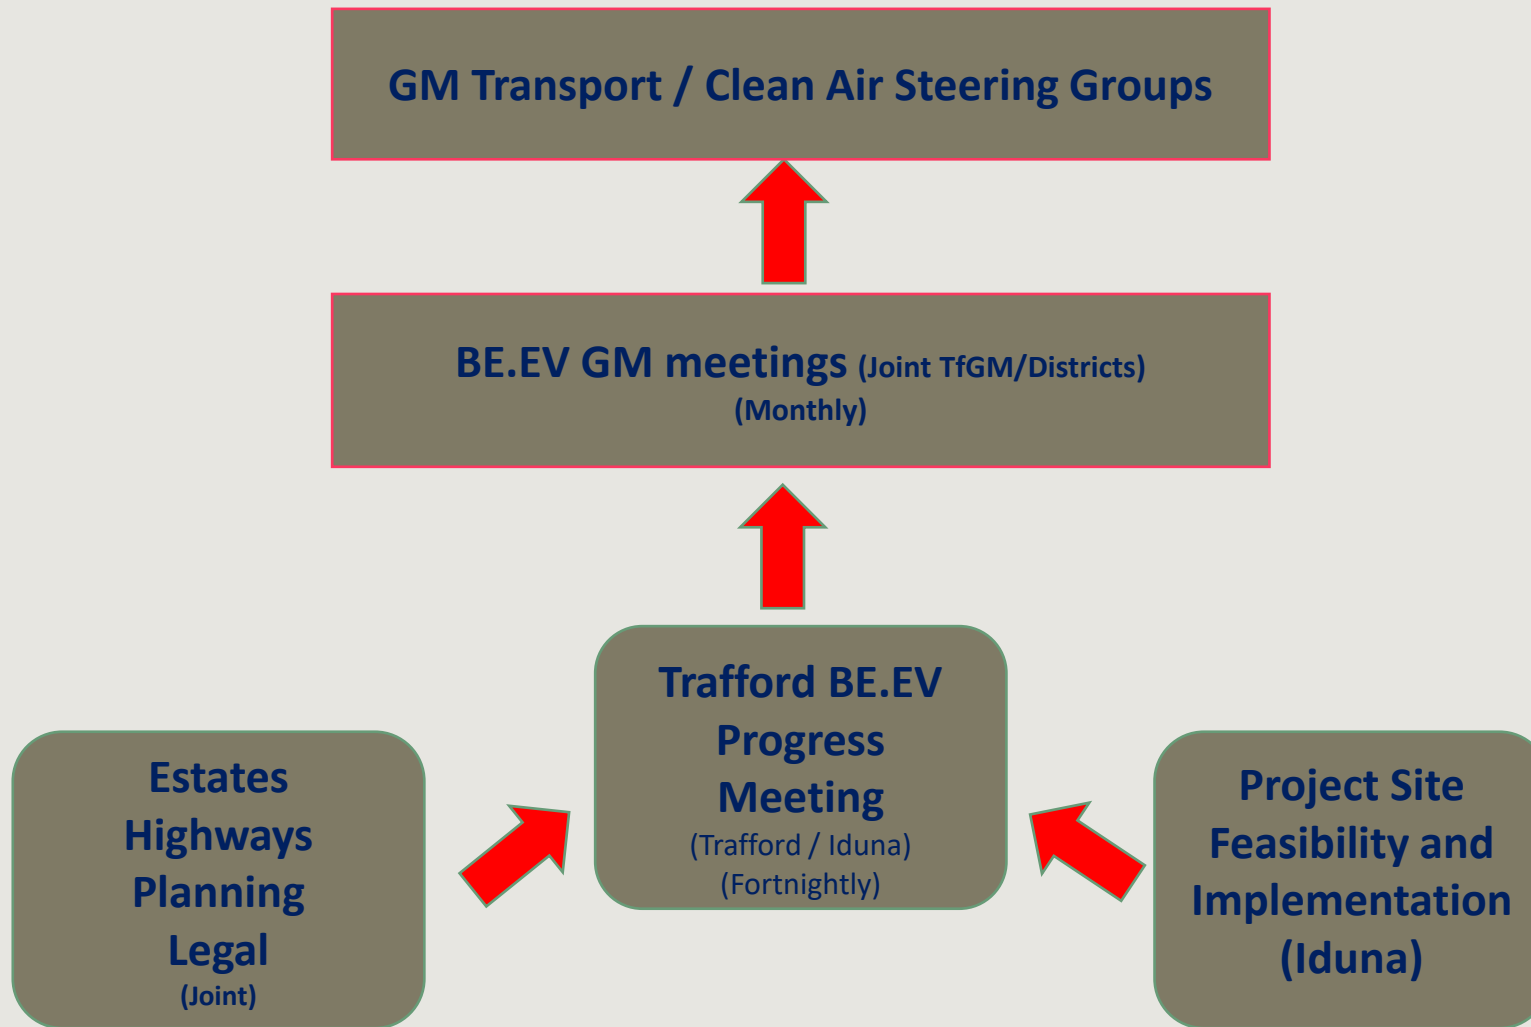 GM Transport / Clean Air Steering Groups
BE.EV GM meetings (Joint TfGM/Districts)
(Monthly)
Trafford BE.EV
Progress
Meeting
(Trafford / Iduna)
(Fortnightly)
Estates
Highways
Planning
Legal
(Joint)
Project Site
Feasibility and
Implementation
(Iduna)